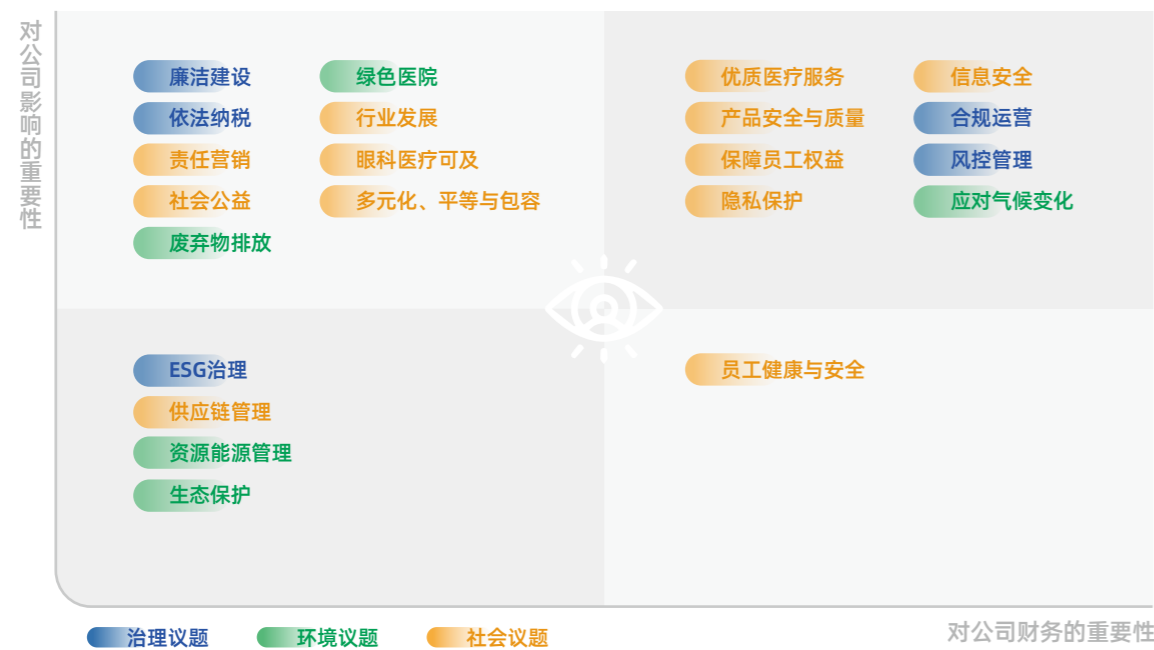 对公司影响的重要性
廉洁建设
依法纳税
责任营销
社会公益
废弃物排放
绿色医院
行业发展
眼科医疗可及
多元化、平等与包容
优质医疗服务
产品安全与质量
保障员工权益
隐私保护
信息安全
合规运营
风控管理
应对气候变化
ESG治理
供应链管理
资源能源管理
生态保护
员工健康与安全
对公司财务的重要性
治理议题
环境议题
社会议题